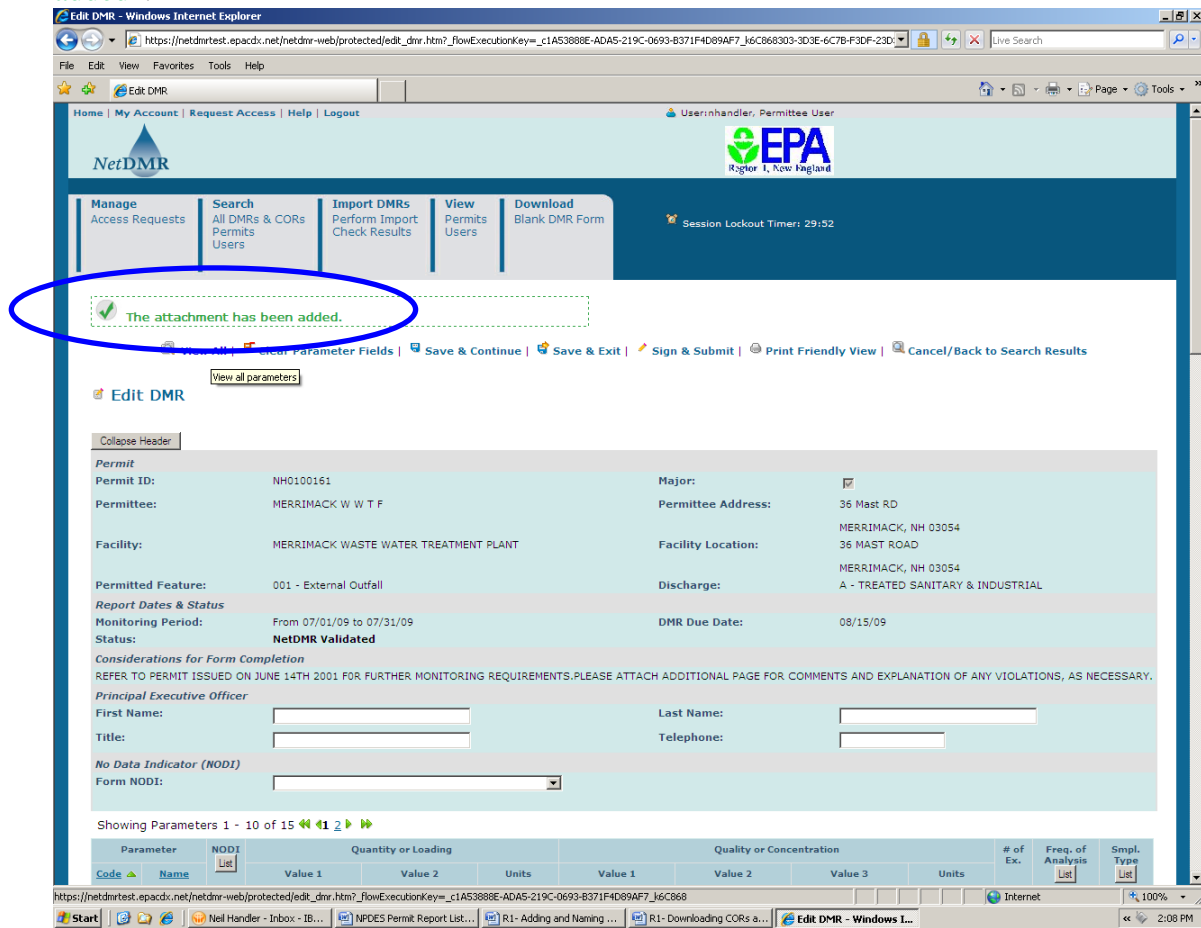 Edit DMR - Windows Internet Explorer
https://netdmrtest.epacdx.net/netdmr-web/protected/edit_dmr.htm?_flowExecutionKey=_c1A53888E-ADA5-219C-0693-B371F4D89AF7_k6C868303-3D3E-6C7B-F3DF-23D:
Live Search
File Edit View Favorites Tools Help
Edit DMR
Page Tools
Home | My Account | Request Access | Help | Logout
User:nhandler, Permittee User
NetDMR
EPA
Region 1, New England
Manage
Access Requests
Search
All DMRs & CORs
Permits
Users
Import DMRs
Perform Import
Check Results
View
Permits
Users
Download
Blank DMR Form
Session Lockout Timer: 29:52
The attachment has been added.
View All | Clear Parameter Fields | Save & Continue | Save & Exit | Sign & Submit | Print Friendly View | Cancel/Back to Search Results
View all parameters
Edit DMR
Collapse Header
Permit
Permit ID: NH0100161 Major:
Permittee: MERRIMACK W W T F Permittee Address: 36 Mast RD
MERRIMACK, NH 03054
Facility: MERRIMACK WASTE WATER TREATMENT PLANT Facility Location: 36 MAST ROAD
MERRIMACK, NH 03054
Permitted Feature: 001 - External Outfall Discharge: A - TREATED SANITARY & INDUSTRIAL
Report Dates & Status
Monitoring Period: From 07/01/09 to 07/31/09 DMR Due Date: 08/15/09
Status: NetDMR Validated
Considerations for Form Completion
REFER TO PERMIT ISSUED ON JUNE 14TH 2001 FOR FURTHER MONITORING REQUIREMENTS.PLEASE ATTACH ADDITIONAL PAGE FOR COMMENTS AND EXPLANATION OF ANY VIOLATIONS, AS NECESSARY.
Principal Executive Officer
First Name: Last Name:
Title: Telephone:
No Data Indicator (NODI)
Form NODI:
Showing Parameters 1 - 10 of 15 1 2
Parameter NODI Quantity or Loading Quality or Concentration # of Ex. Freq. of Analysis Smpl. Type
List List List
Code Name Value 1 Value 2 Units Value 1 Value 2 Value 3 Units
https://netdmrtest.epacdx.net/netdmr-web/protected/edit_dmr.htm?_flowExecutionKey=_c1A53888E-ADA5-219C-0693-B371F4D89AF7_k6C868
Internet 100%
Start Neil Handler - Inbox - IB... NPDES Permit Report List... R1- Adding and Naming ... R1- Downloading CORs a... Edit DMR - Windows I... 2:08 PM